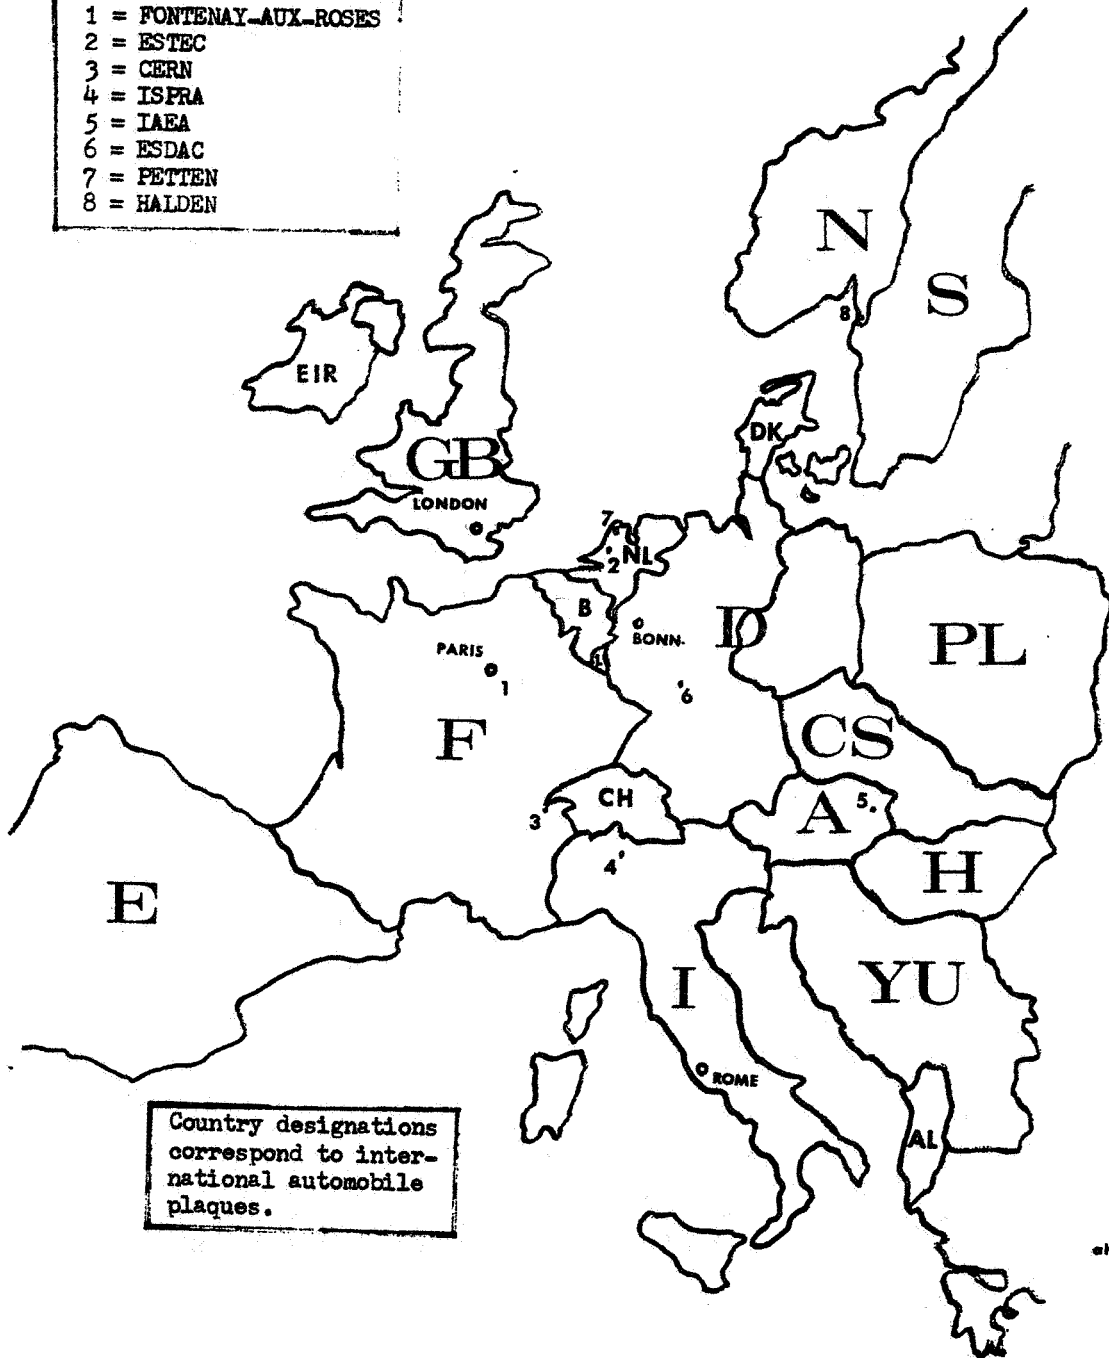 1 = FONTENAY-AUX-ROSES
2 = ESTEC
3 = CERN
4 = ISPRA
5 = IAEA
6 = ESDAC
7 = PETTEN
8 = HALDEN
N
S
8
EIR
DK
GB
LONDON
7
2
NL
B
D
BONN.
PL
PARIS
L
1
6
F
CS
CH
A
5
3
4
H
E
I
YU
ROME
Country designations
correspond to inter-
national automobile
plaques.
AL